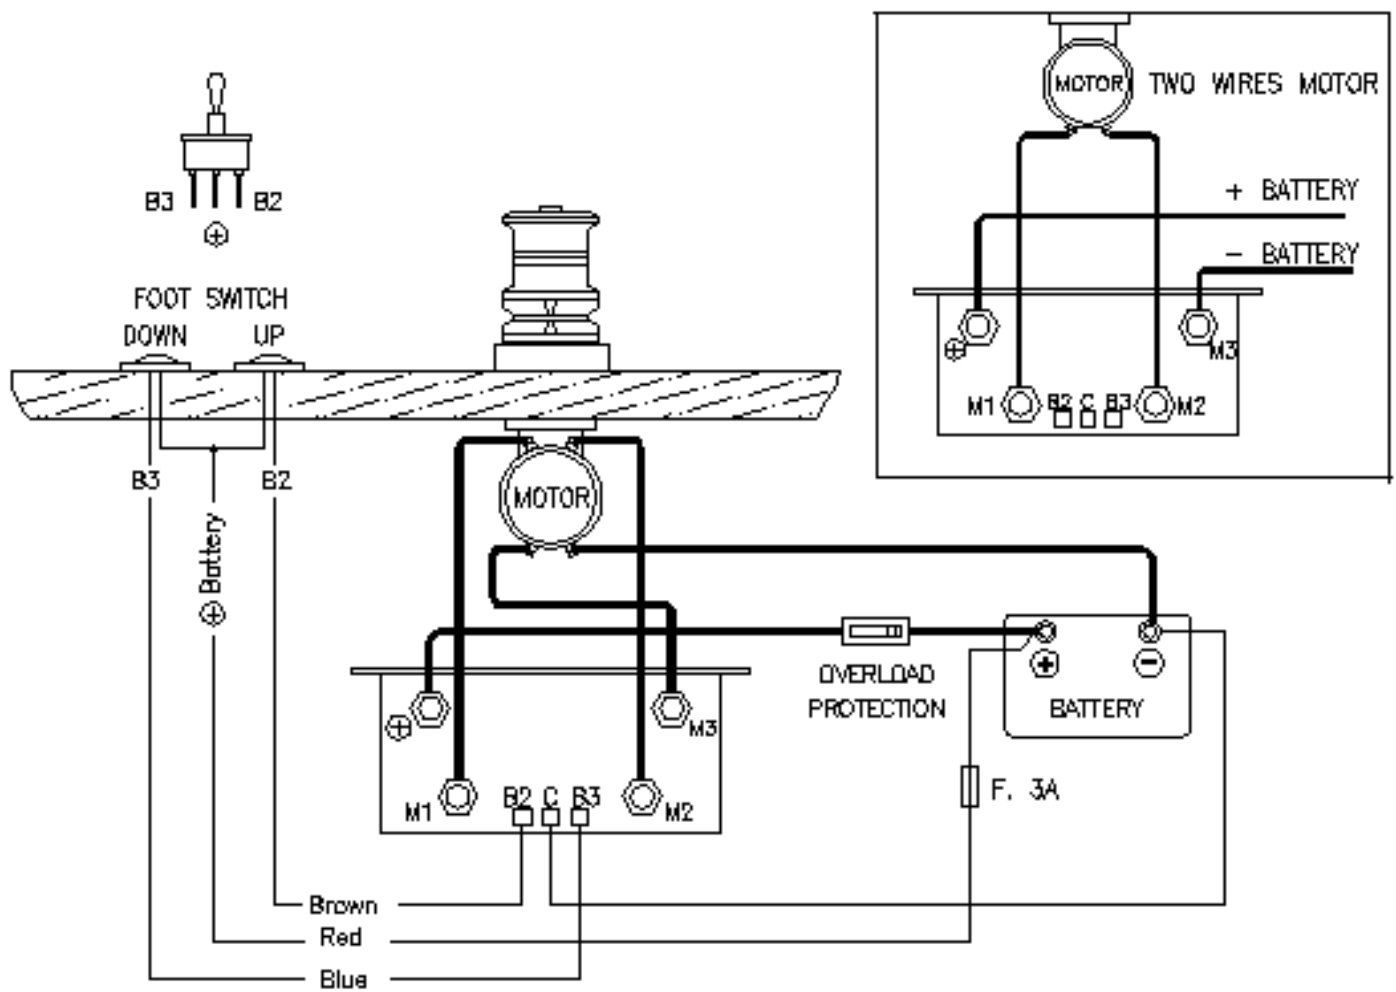 MOTOR TWO WIRES MOTOR
+ BATTERY
- BATTERY
+ M3
M1 B2 C B3 M2
B3 B2
+
FOOT SWITCH
DOWN UP
B3 B2
+ Battery
MOTOR
OVERLOAD
PROTECTION
+ -
BATTERY
+ M3
M1 B2 C B3 M2
F. 3A
Brown
Red
Blue